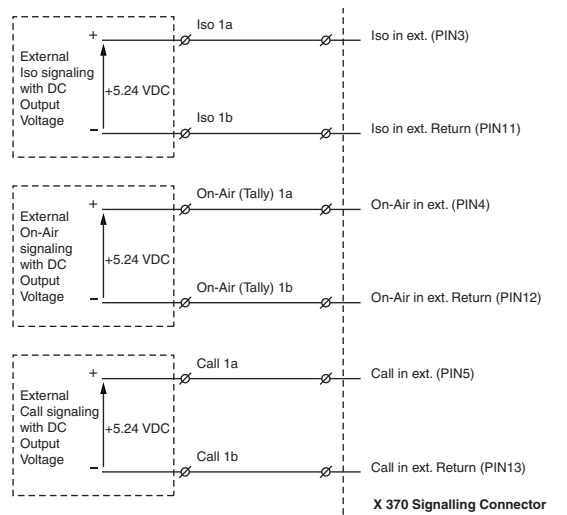 Iso 1a
Iso in ext. (PIN3)
+
External
Iso signaling
with DC
Output
Voltage
+5.24 VDC
–
Iso 1b
Iso in ext. Return (PIN11)
On-Air (Tally) 1a
On-Air in ext. (PIN4)
+
External
On-Air
signaling
with DC
Output
Voltage
+5.24 VDC
–
On-Air (Tally) 1b
On-Air in ext. Return (PIN12)
Call 1a
Call in ext. (PIN5)
+
External
Call signaling
with DC
Output
Voltage
+5.24 VDC
–
Call 1b
Call in ext. Return (PIN13)
X 370 Signalling Connector